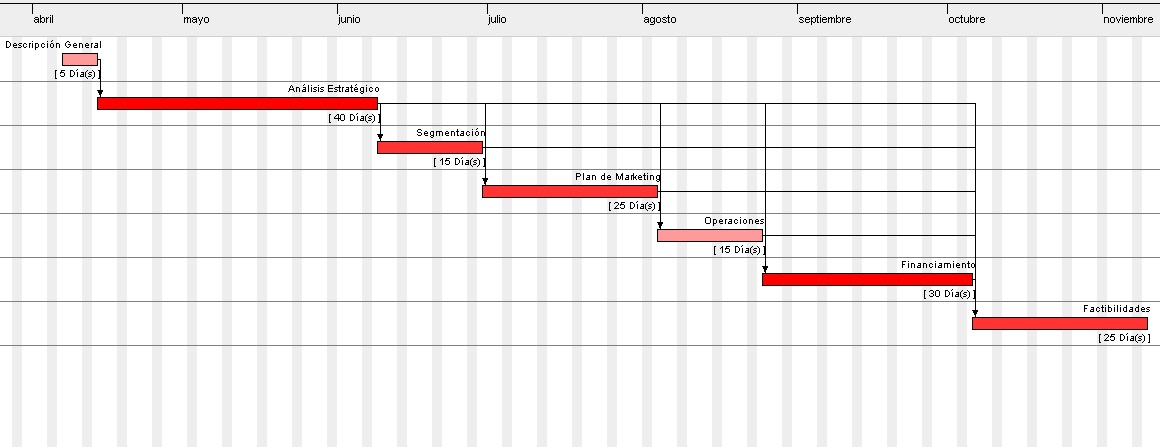 abril mayo junio julio agosto septiembre octubre noviembre
Descripción General
[ 5 Día(s) ]
Análisis Estratégico
[ 40 Día(s) ]
Segmentación
[ 15 Día(s) ]
Plan de Marketing
[ 25 Día(s) ]
Operaciones
[ 15 Día(s) ]
Financiamiento
[ 30 Día(s) ]
Factibilidades
[ 25 Día(s) ]